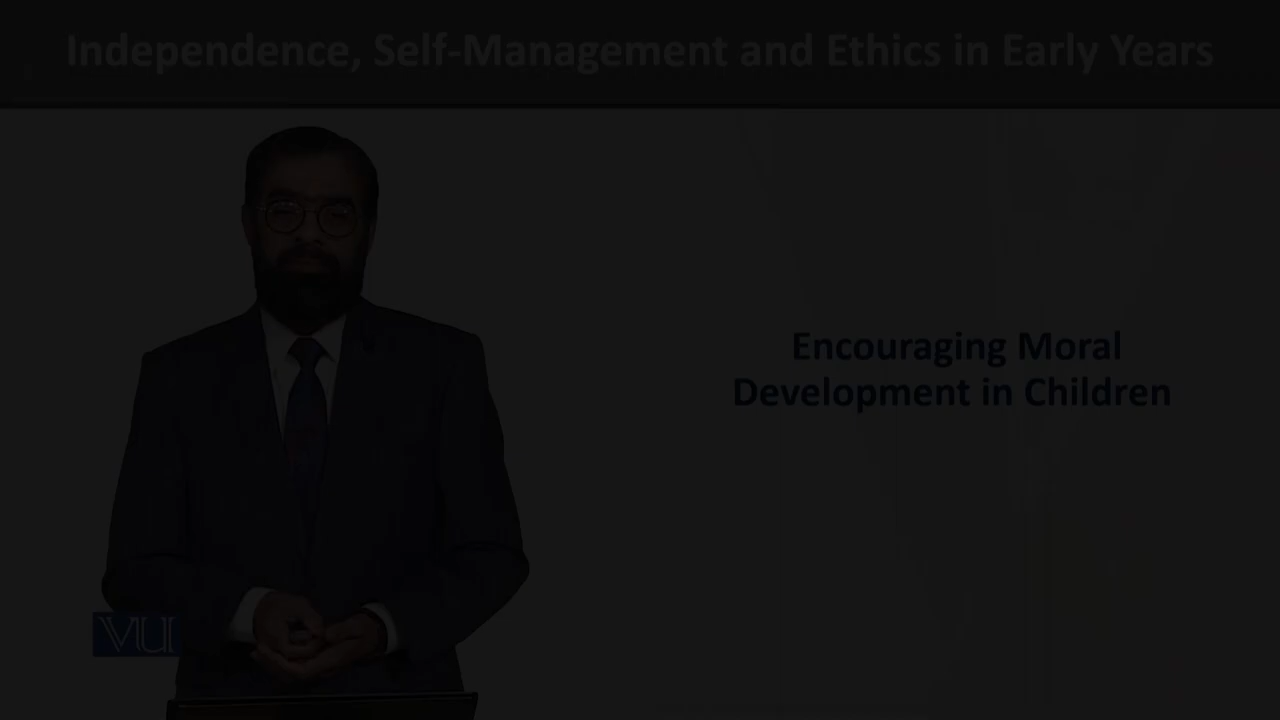 Independence, Self-Management and Ethics in Early Years
Encouraging Moral
Development in Children
VU